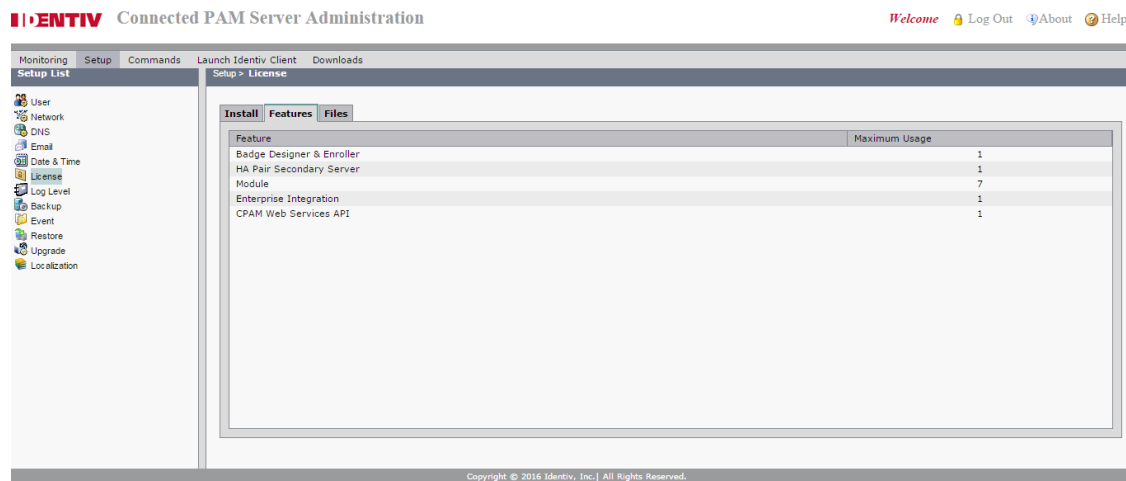 IDENTIV Connected PAM Server Administration
Welcome Log Out About Help
Monitoring Setup Commands Launch Identiv Client Downloads
Setup List
User
Network
DNS
Email
Date & Time
License
Log Level
Backup
Event
Restore
Upgrade
Localization
Setup > License
Install Features Files
Feature Maximum Usage
Badge Designer & Enroller 1
HA Pair Secondary Server 1
Module 7
Enterprise Integration 1
CPAM Web Services API 1
Copyright © 2016 Identiv, Inc.| All Rights Reserved.